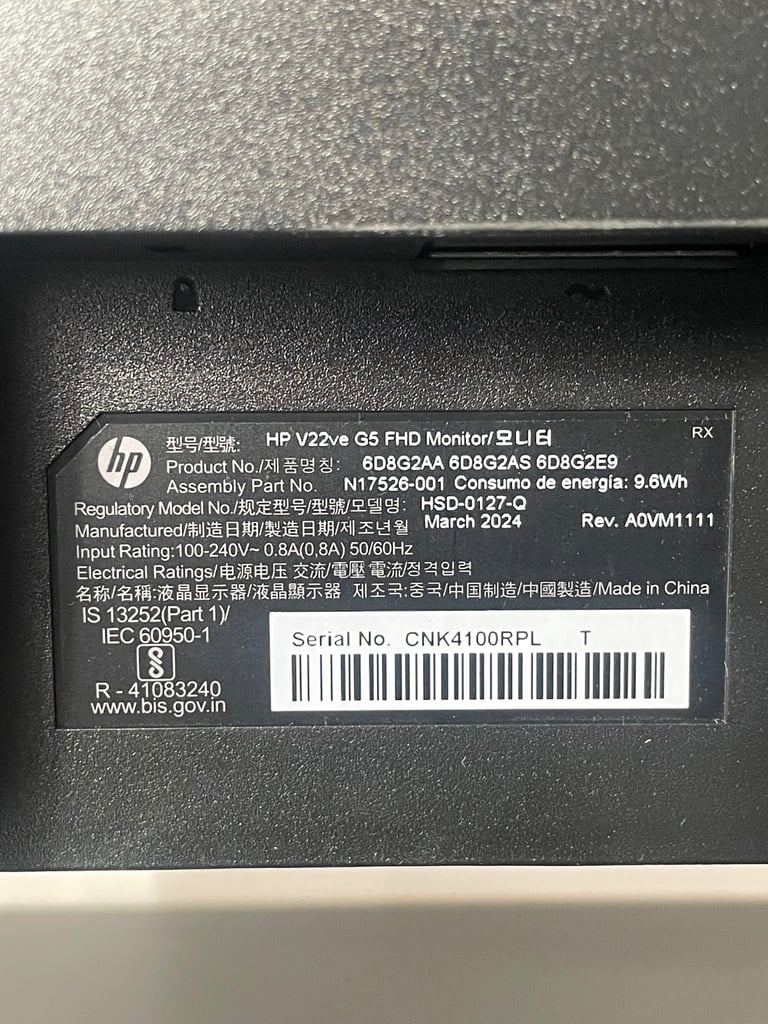 hp
型号/型號: HP V22ve G5 FHD Monitor/모니터
RX
Product No./제품명칭: 6D8G2AA 6D8G2AS 6D8G2E9
Assembly Part No. N17526-001 Consumo de energía: 9.6Wh
Regulatory Model No./规定型号/型號/모델명: HSD-0127-Q
Manufactured/制造日期/製造日期/제조년월 March 2024 Rev. A0VM1111
Input Rating:100-240V~ 0.8A(0,8A) 50/60Hz
Electrical Ratings/电源电压 交流/電壓 電流/정격입력
名称/名稱:液晶显示器/液晶顯示器 제조국:중국/中国制造/中國製造/Made in China
IS 13252(Part 1)/
IEC 60950-1
R - 41083240
www.bis.gov.in
Serial No. CNK4100RPL T